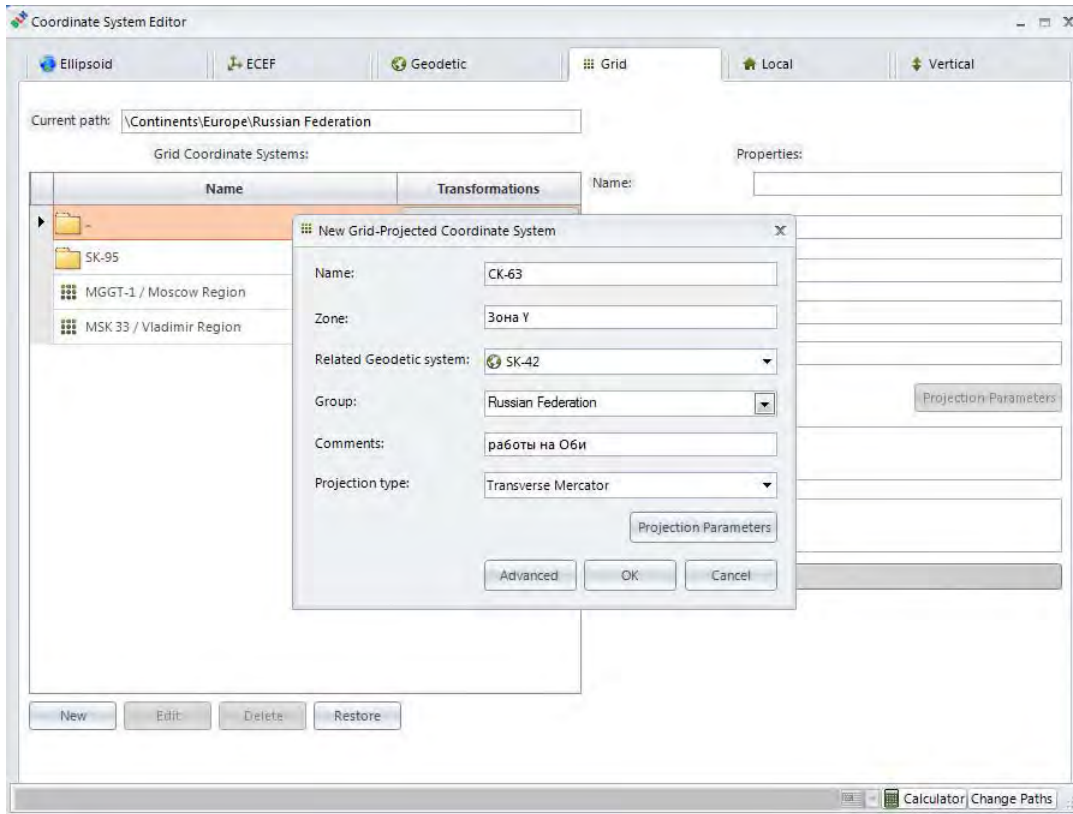 Coordinate System Editor
Ellipsoid ECEF Geodetic Grid Local Vertical
Current path: \Continents\Europe\Russian Federation
Grid Coordinate Systems: Properties:
Name Transformations Name:
New Grid-Projected Coordinate System
SK-95
Name: СК-63
MGGT-1 / Moscow Region
Zone: Зона Y
MSK 33 / Vladimir Region
Related Geodetic system: SK-42
Group: Russian Federation
Projection Parameters
Comments: работы на Оби
Projection type: Transverse Mercator
Projection Parameters
Advanced OK Cancel
New Edit Delete Restore
Calculator Change Paths